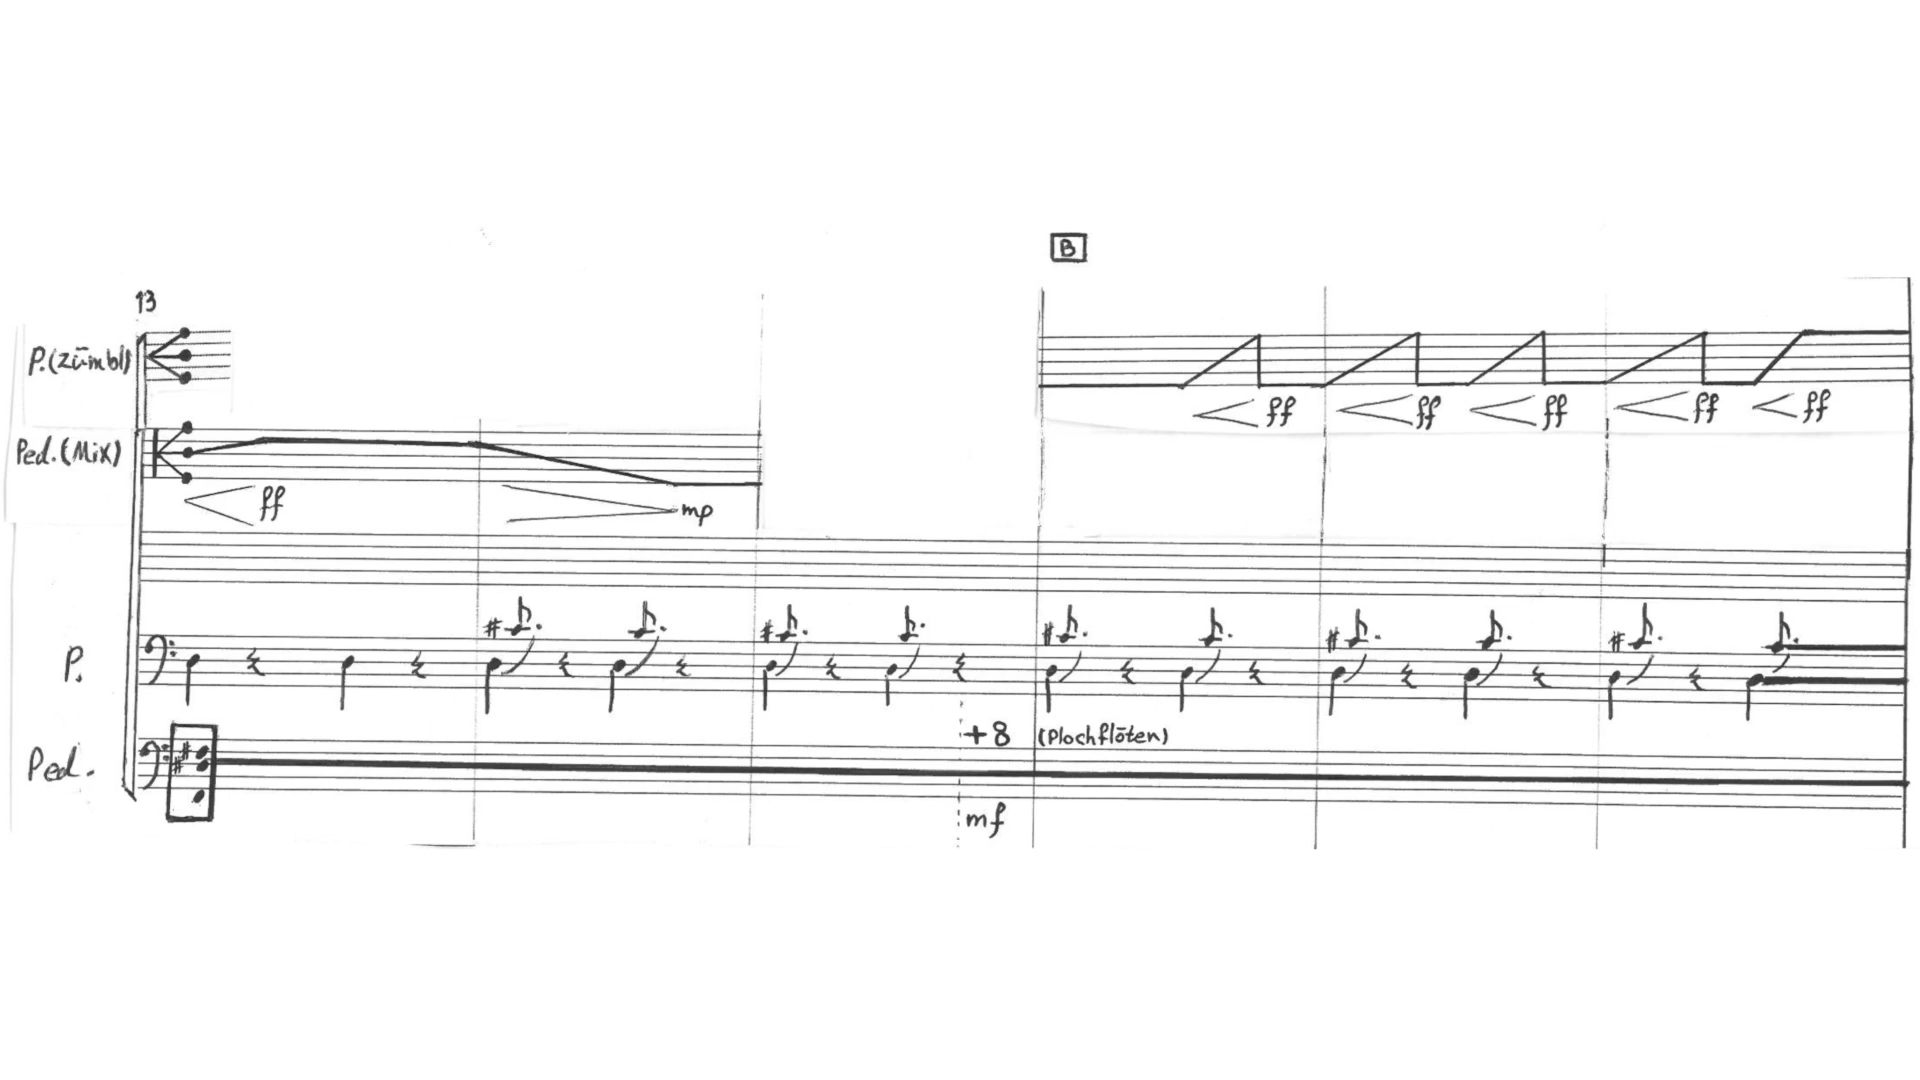 B
13
P.(Zümbl)
ff ff ff ff ff
Ped.(Mix)
ff
mp
P.
+8 (Plochflöten)
Ped.
mf